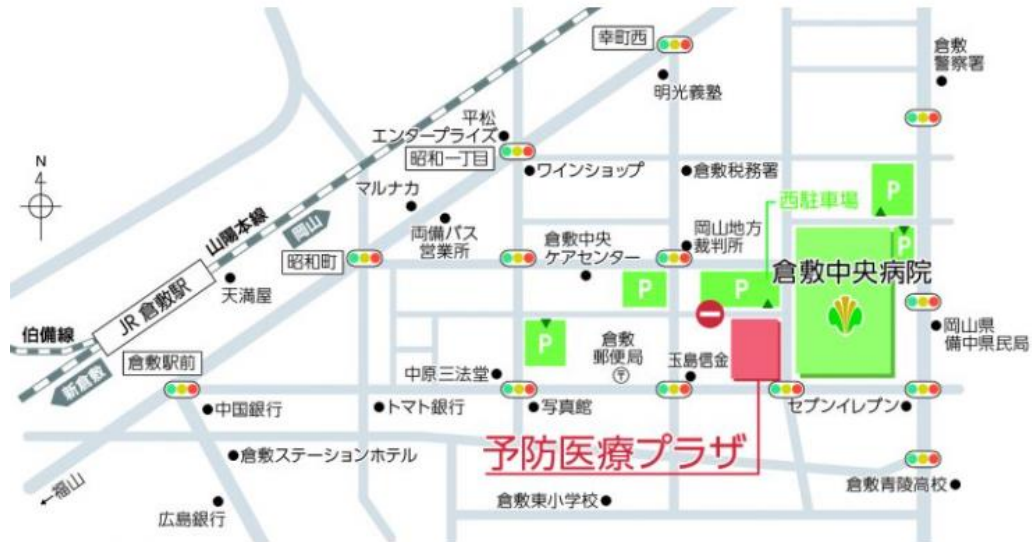 幸町西
倉敷
警察署
明光義塾
平松
エンタープライズ
昭和一丁目
ワインショップ
倉敷税務署
P
N
マルナカ
西駐車場
山陽本線
岡山
両備バス
営業所
倉敷中央
ケアセンター
岡山地方
裁判所
P
昭和町
倉敷中央病院
天満屋
P
P
JR倉敷駅
伯備線
岡山県
備中県民局
倉敷駅前
新倉敷
P
倉敷
郵便局
〒
玉島信金
中原三法堂
中国銀行
トマト銀行
写真館
セブンイレブン
予防医療プラザ
倉敷ステーションホテル
←福山
倉敷青陵高校
広島銀行
倉敷東小学校